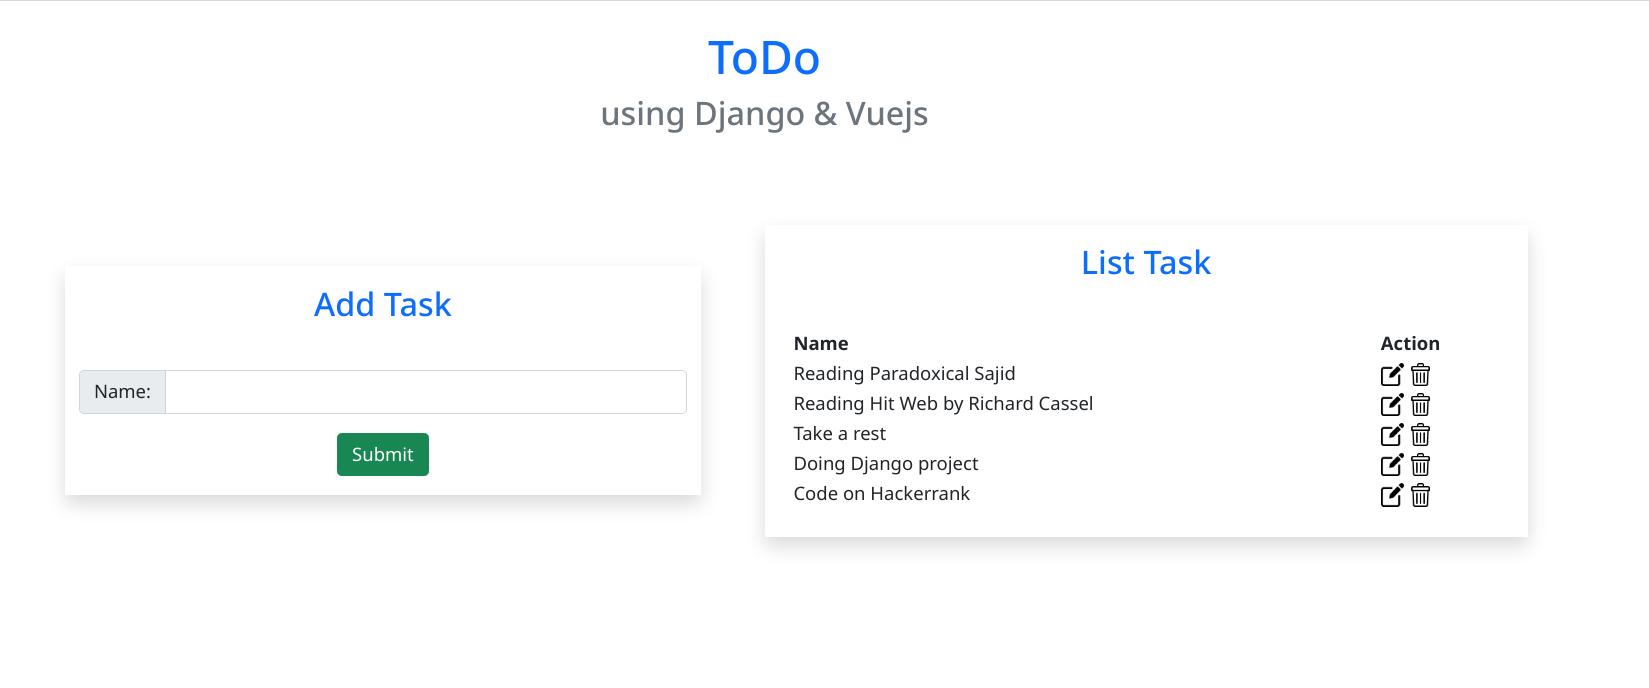 ToDo
using Django & Vuejs
Add Task
Name:
Submit
List Task
Name Action
Reading Paradoxical Sajid
Reading Hit Web by Richard Cassel
Take a rest
Doing Django project
Code on Hackerrank